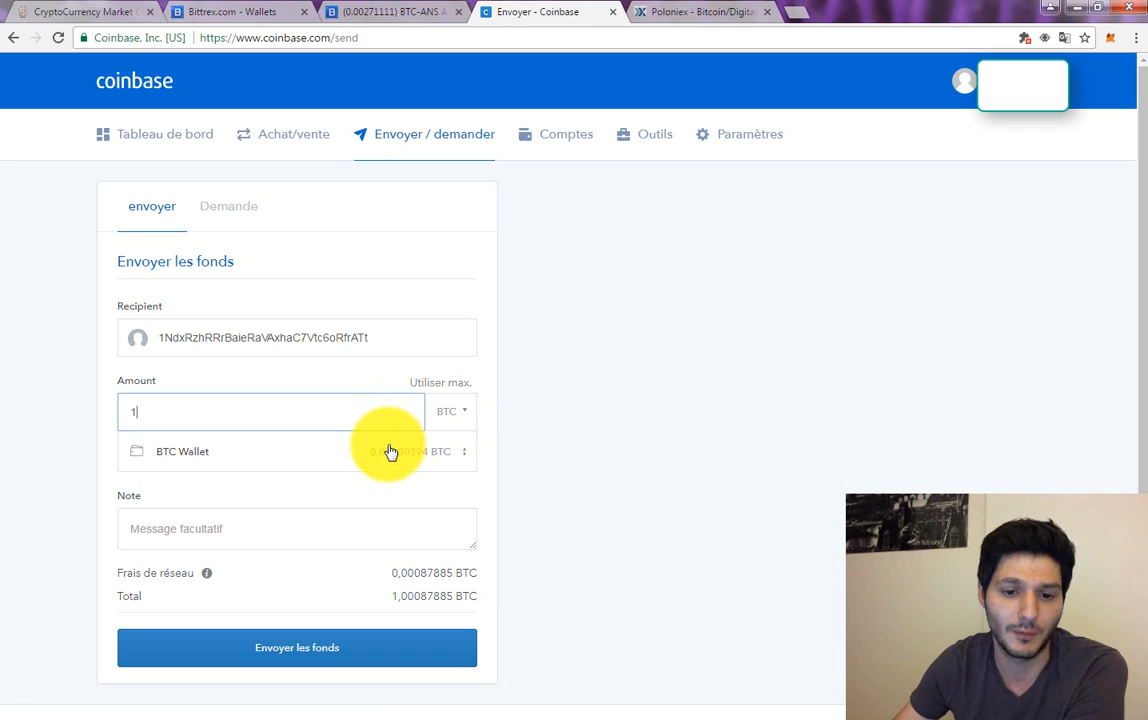 CryptoCurrency Market C
Bittrex.com - Wallets
(0.00271111) BTC-ANS A
Envoyer - Coinbase
Poloniex - Bitcoin/Digital
Coinbase, Inc. [US]
https://www.coinbase.com/send
coinbase
Tableau de bord
Achat/vente
Envoyer / demander
Comptes
Outils
Paramètres
envoyer
Demande
Envoyer les fonds
Recipient
1NdxRzhRRrBaieRaVAxhaC7Vtc6oRfrATt
Amount
Utiliser max.
1
BTC
BTC Wallet
BTC
Note
Message facultatif
Frais de réseau
0,00087885 BTC
Total
1,00087885 BTC
Envoyer les fonds